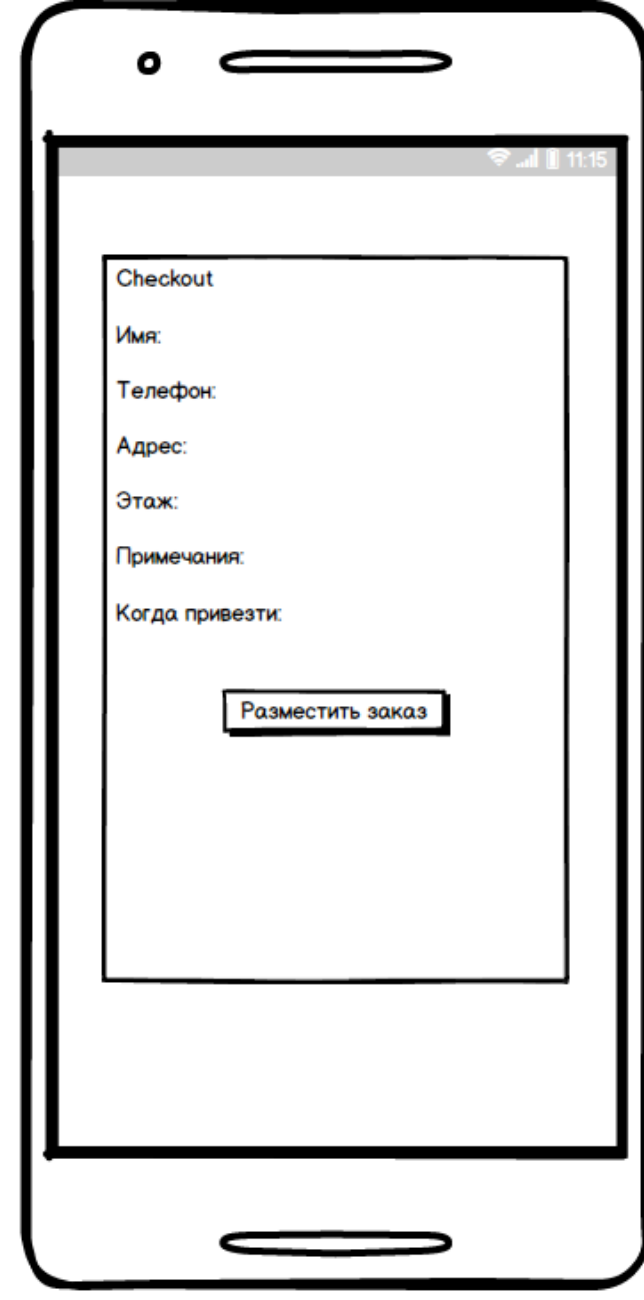 11:15
Checkout
Имя:
Телефон:
Адрес:
Этаж:
Примечания:
Когда привезти:
Разместить заказ